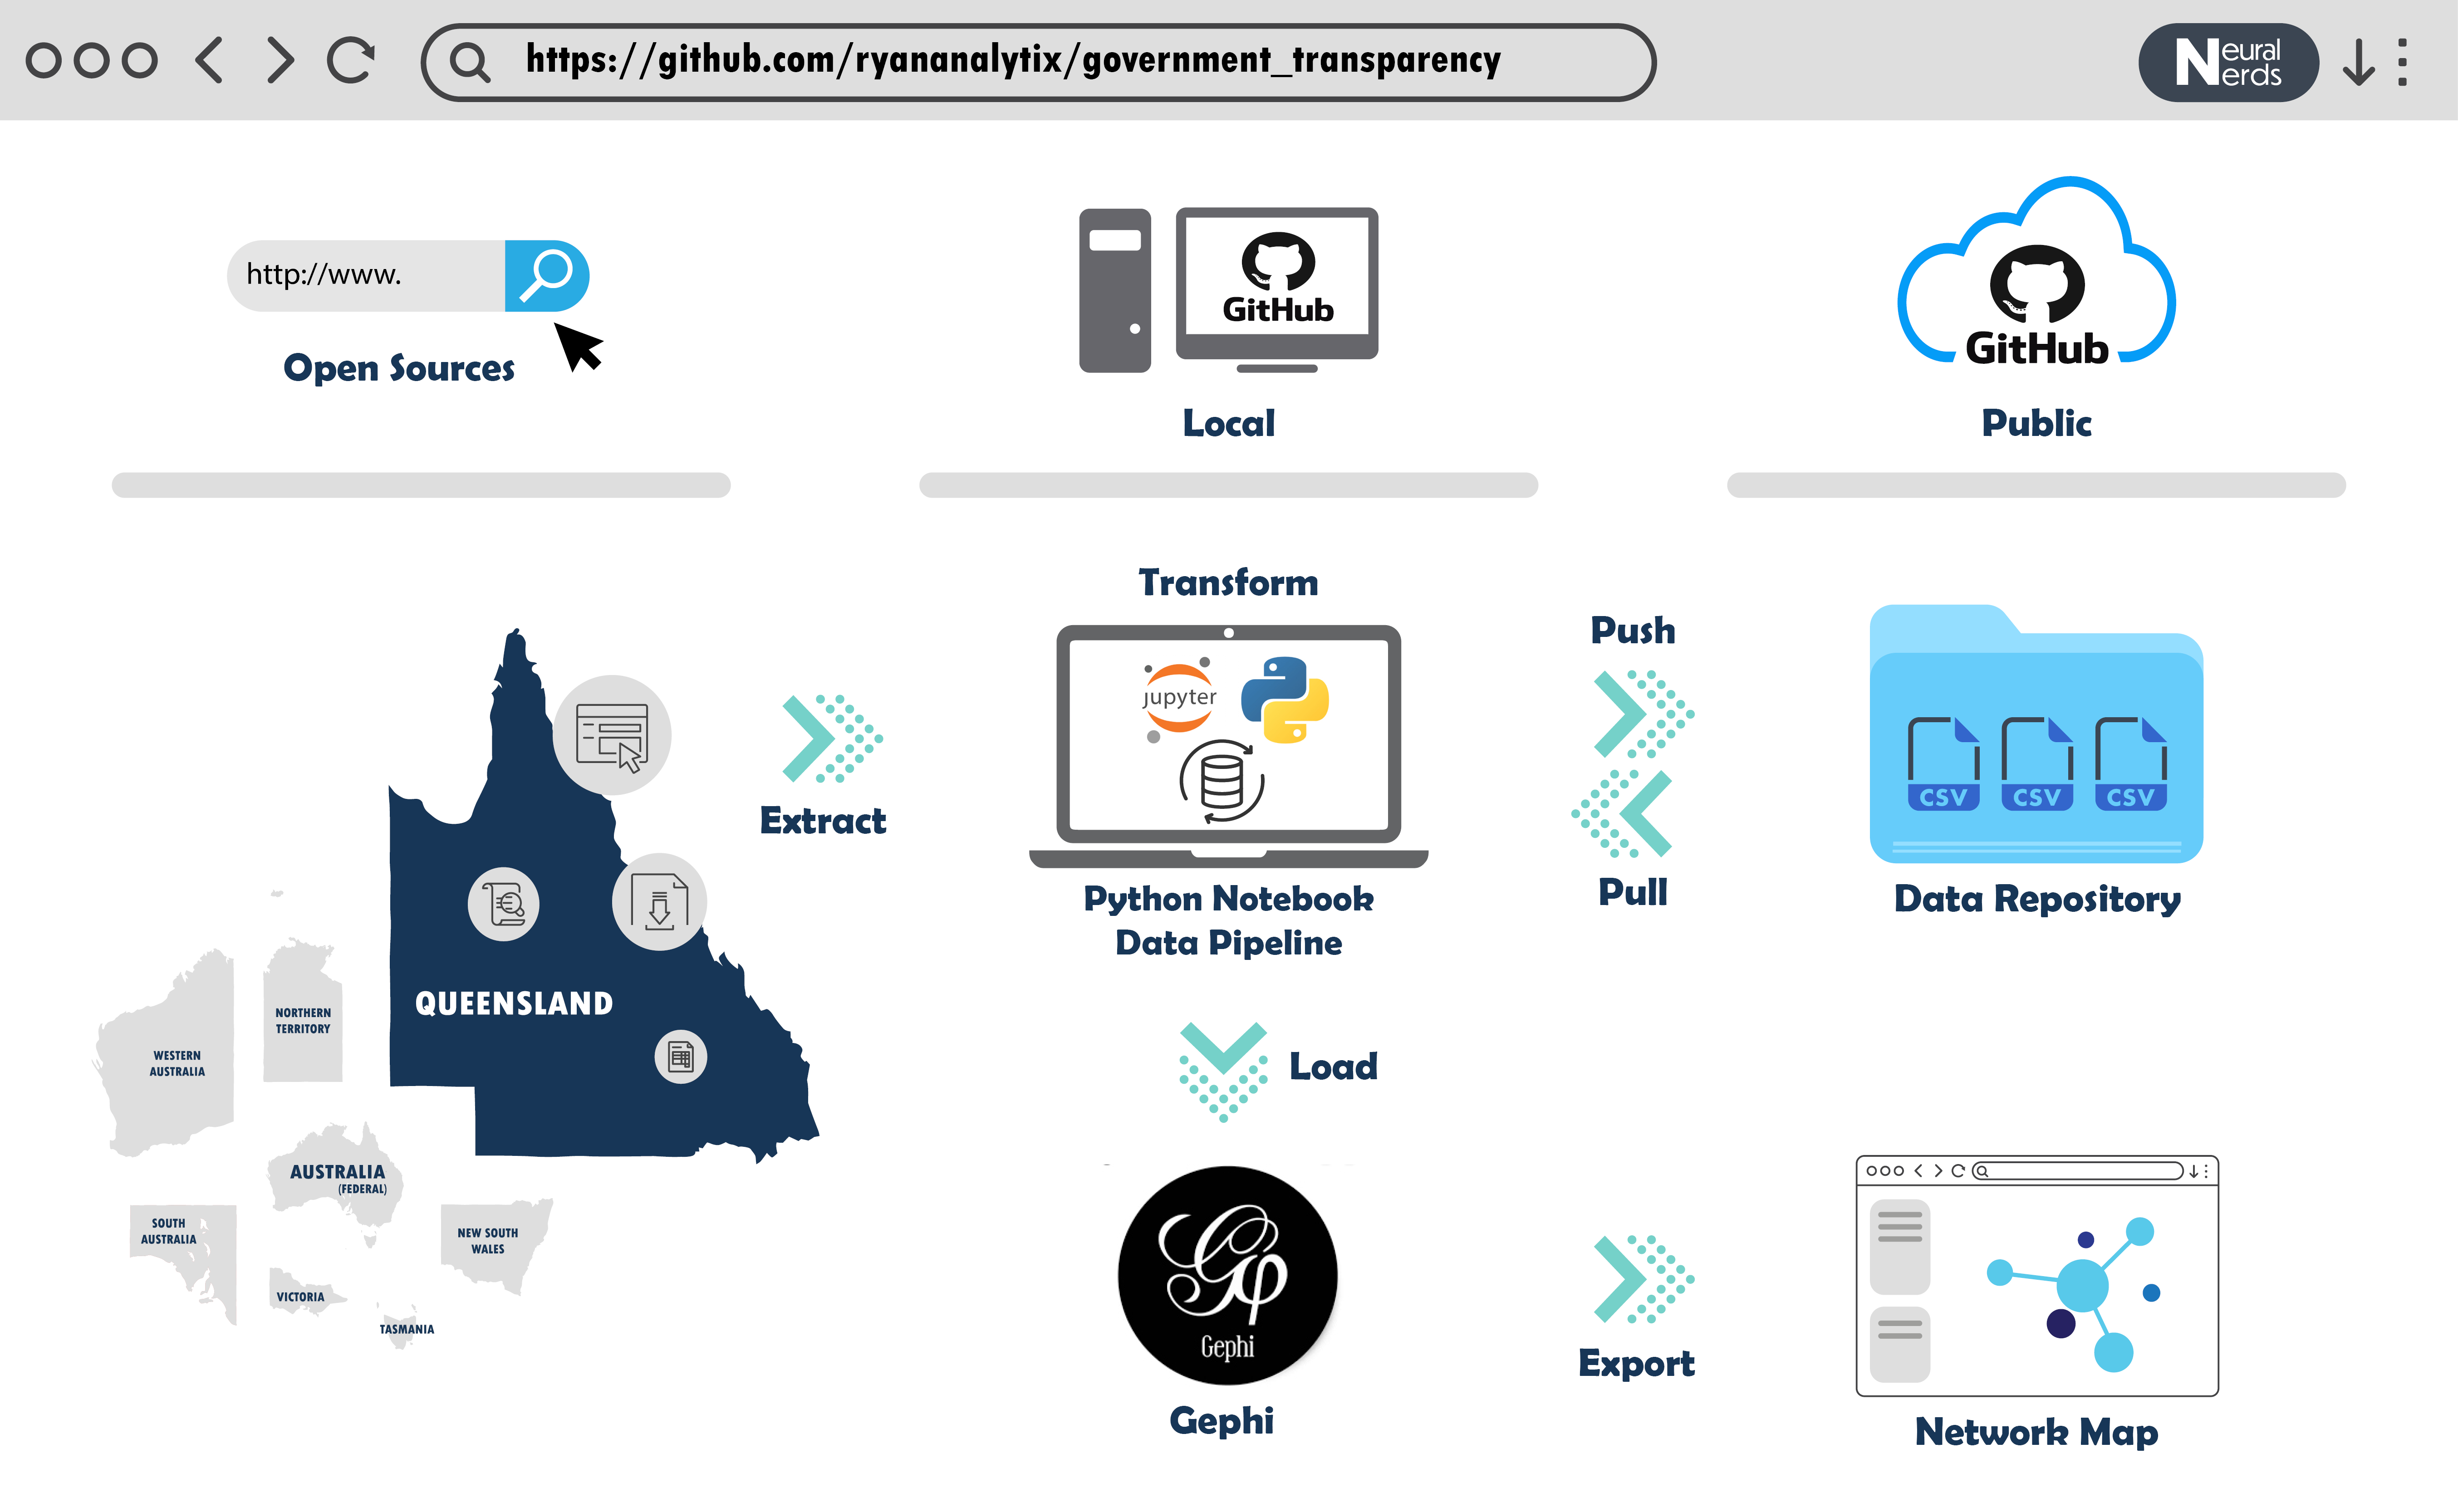 https://github.com/ryananalytix/government_transparency
Neural
Nerds
http://www.
Open Sources
GitHub
Local
GitHub
Public
Transform
jupyter
Python Notebook
Data Pipeline
Extract
Push
Pull
CSV CSV CSV
Data Repository
QUEENSLAND
NORTHERN
TERRITORY
WESTERN
AUSTRALIA
AUSTRALIA
(FEDERAL)
SOUTH
AUSTRALIA
NEW SOUTH
WALES
VICTORIA
TASMANIA
Load
Gephi
Gephi
Export
Network Map